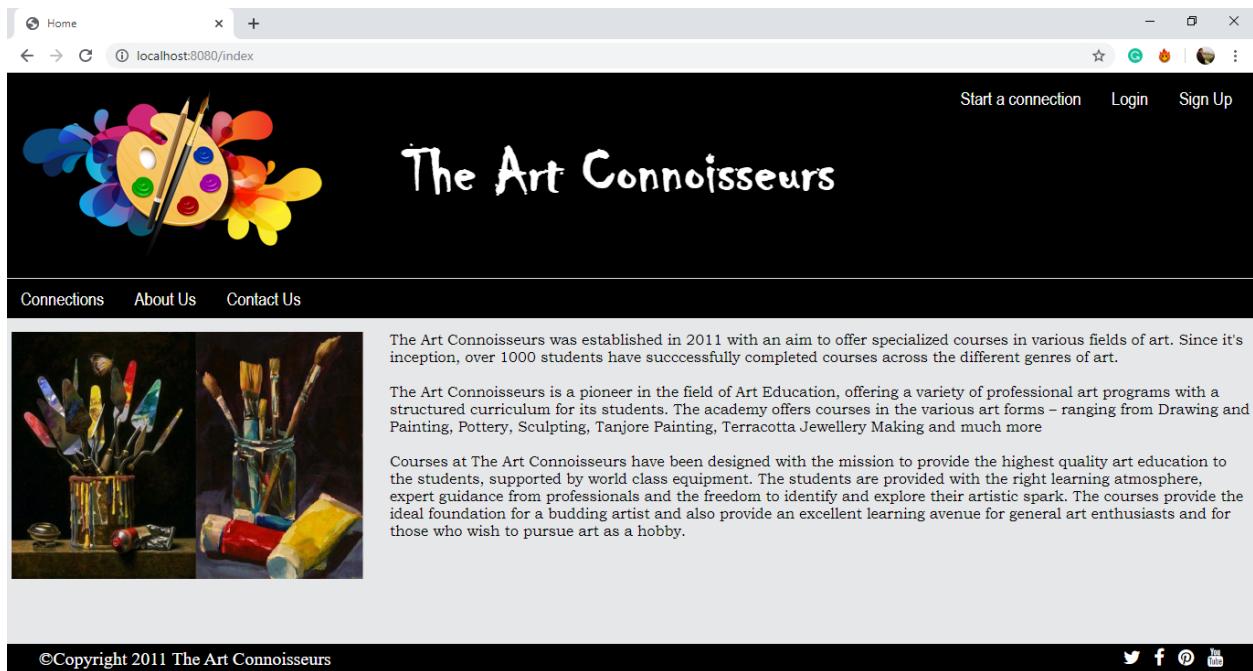 Home
localhost:8080/index
Start a connection Login Sign Up
The Art Connoisseurs
Connections About Us Contact Us
The Art Connoisseurs was established in 2011 with an aim to offer specialized courses in various fields of art. Since it's
inception, over 1000 students have succcessfully completed courses across the different genres of art.
The Art Connoisseurs is a pioneer in the field of Art Education, offering a variety of professional art programs with a
structured curriculum for its students. The academy offers courses in the various art forms – ranging from Drawing and
Painting, Pottery, Sculpting, Tanjore Painting, Terracotta Jewellery Making and much more
Courses at The Art Connoisseurs have been designed with the mission to provide the highest quality art education to
the students, supported by world class equipment. The students are provided with the right learning atmosphere,
expert guidance from professionals and the freedom to identify and explore their artistic spark. The courses provide the
ideal foundation for a budding artist and also provide an excellent learning avenue for general art enthusiasts and for
those who wish to pursue art as a hobby.
©Copyright 2011 The Art Connoisseurs
You
Tube